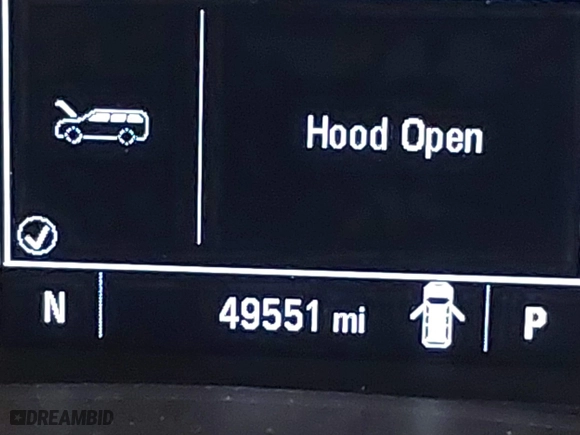 Hood Open
N 49551 mi P
DREAMBID